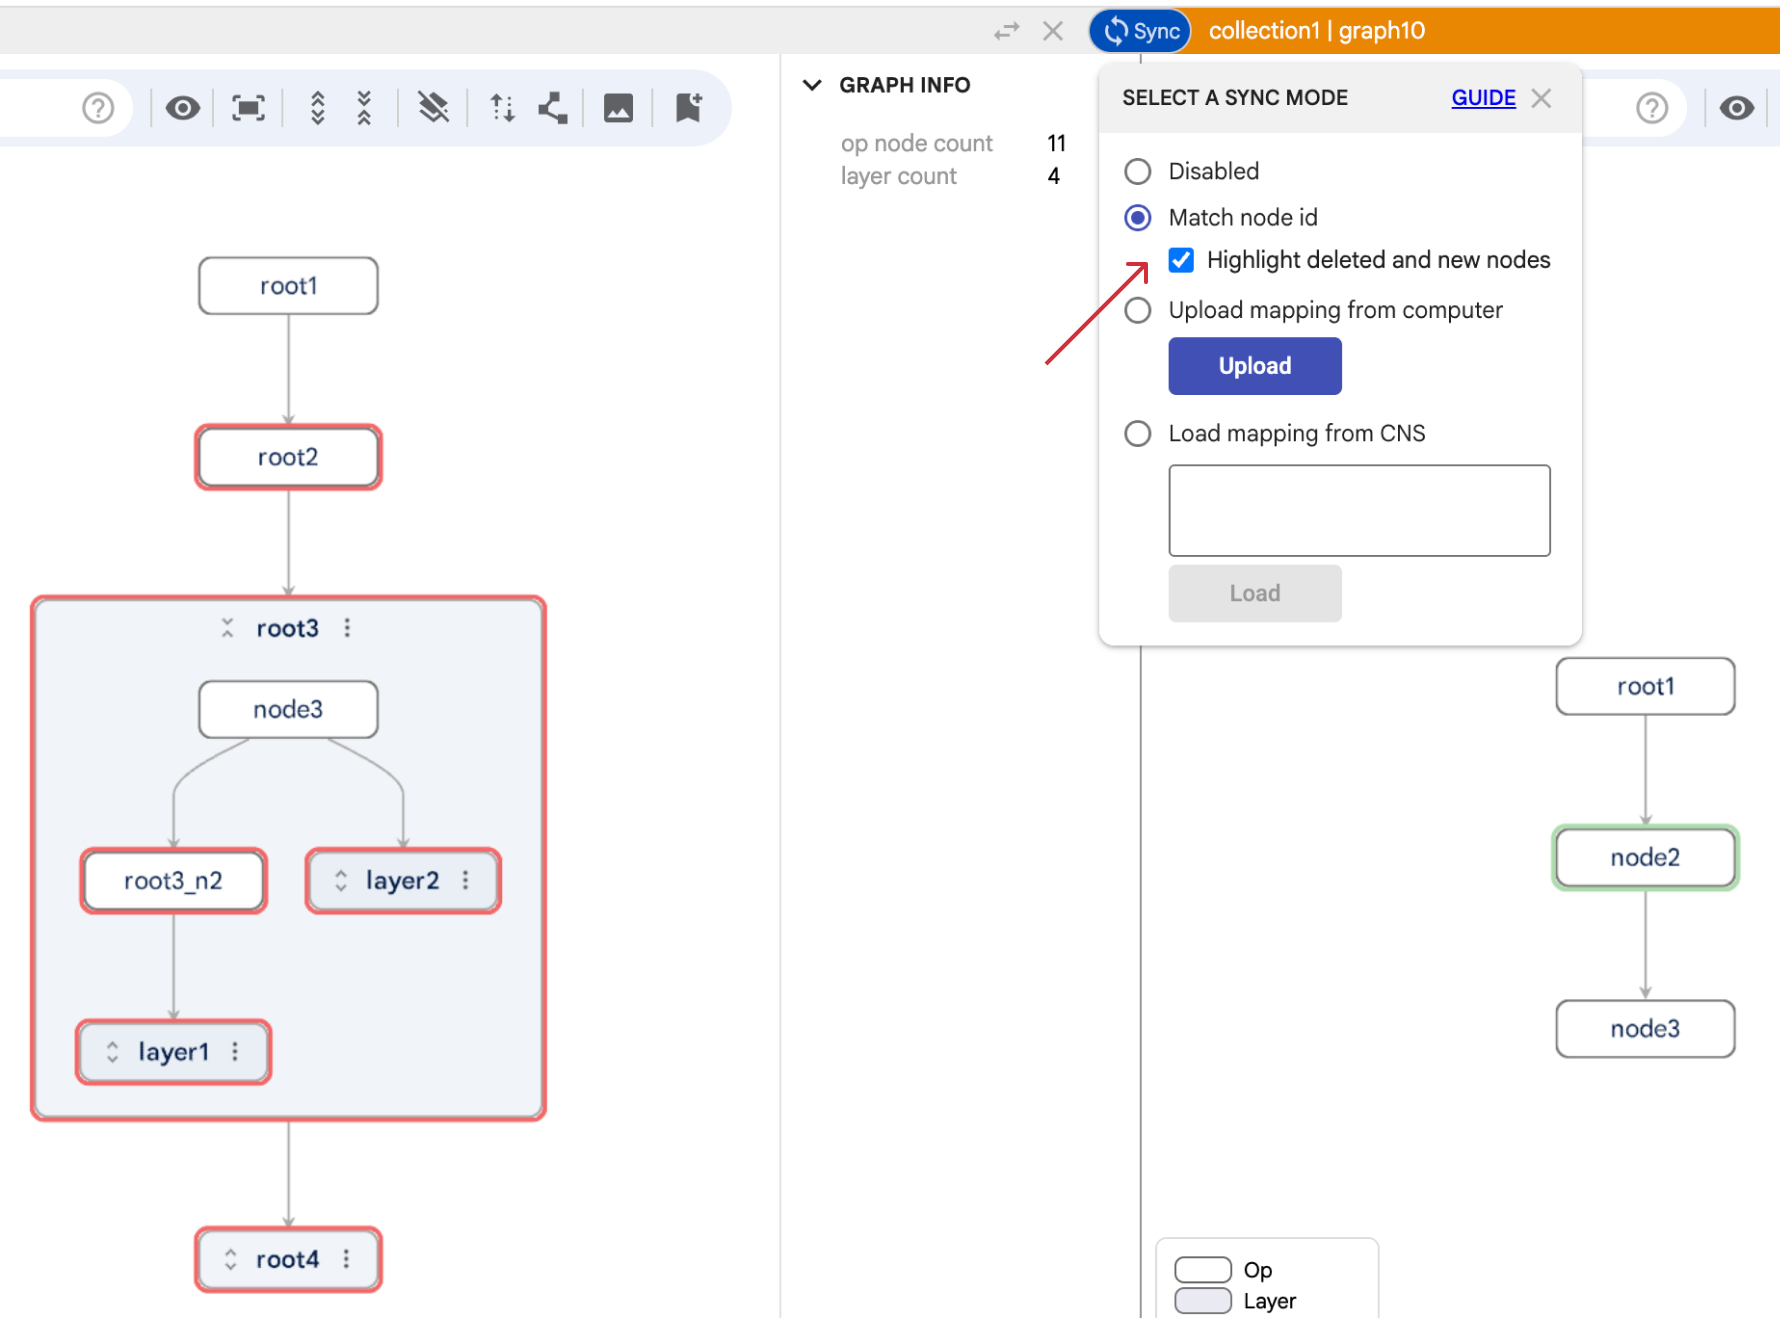 Sync
collection1 | graph10
GRAPH INFO
op node count 11
layer count 4
SELECT A SYNC MODE GUIDE
Disabled
Match node id
Highlight deleted and new nodes
Upload mapping from computer
Upload
Load mapping from CNS
Load
root1
root2
root3
node3
root3_n2
layer2
layer1
root4
root1
node2
node3
Op
Layer